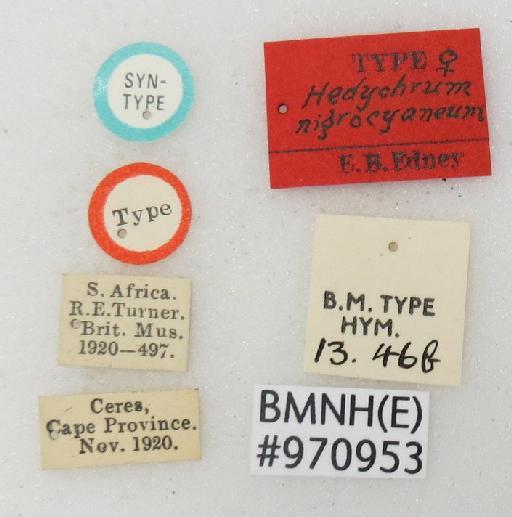 SYN-
TYPE
TYPE ♀
Hedychrum
nigrocyaneum
E.B.Edney
Type
S. Africa.
R.E.Turner.
Brit. Mus.
1920—497.
B.M. TYPE
HYM.
13. 46b
Ceres,
Cape Province.
Nov. 1920.
BMNH(E)
#970953